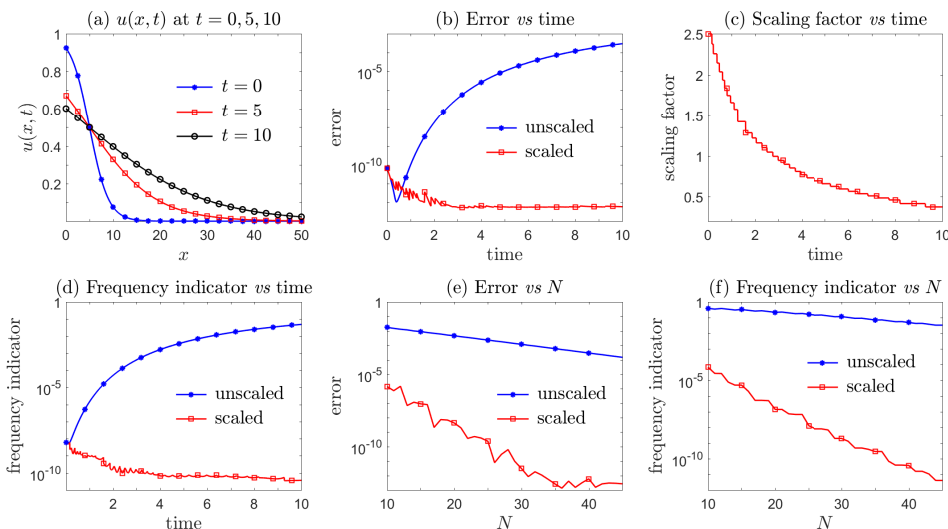 (a) u(x, t) at t = 0, 5, 10
1
0.8
0.6
0.4
0.2
u(x, t)
t = 0
t = 5
t = 10
0 10 20 30 40 50
x
(b) Error vs time
10^{-5}
10^{-10}
error
unscaled
scaled
0 2 4 6 8 10
time
(c) Scaling factor vs time
2.5
2
1.5
1
0.5
scaling factor
0 2 4 6 8 10
time
(d) Frequency indicator vs time
1
10^{-5}
10^{-10}
frequency indicator
unscaled
scaled
0 2 4 6 8 10
time
(e) Error vs N
1
10^{-5}
10^{-10}
error
unscaled
scaled
10 20 30 40
N
(f) Frequency indicator vs N
1
10^{-5}
10^{-10}
frequency indicator
unscaled
scaled
10 20 30 40
N